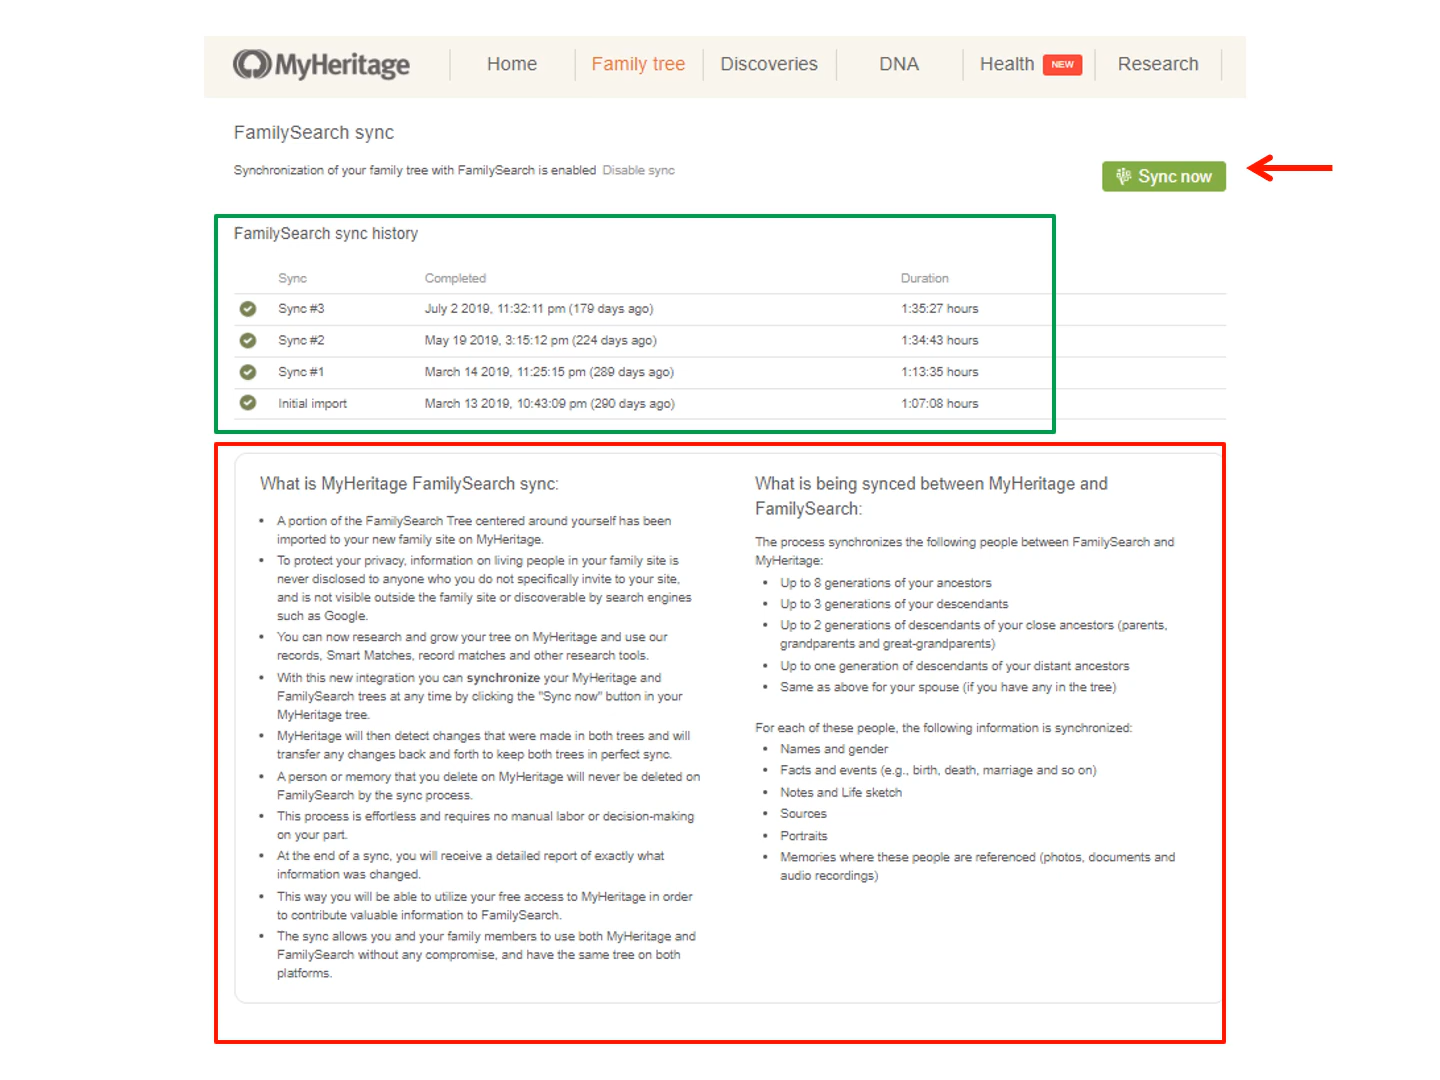 MyHeritage
Home
Family tree
Discoveries
DNA
Health NEW
Research
FamilySearch sync
Synchronization of your family tree with FamilySearch is enabled Disable sync
Sync now
FamilySearch sync history
Sync Completed Duration
Sync #3 July 2 2019, 11:32:11 pm (179 days ago) 1:35:27 hours
Sync #2 May 19 2019, 3:15:12 pm (224 days ago) 1:34:43 hours
Sync #1 March 14 2019, 11:25:15 pm (289 days ago) 1:13:35 hours
Initial import March 13 2019, 10:43:09 pm (290 days ago) 1:07:08 hours
What is MyHeritage FamilySearch sync:
• A portion of the FamilySearch Tree centered around yourself has been
imported to your new family site on MyHeritage.
• To protect your privacy, information on living people in your family site is
never disclosed to anyone who you do not specifically invite to your site,
and is not visible outside the family site or discoverable by search engines
such as Google.
• You can now research and grow your tree on MyHeritage and use our
records, Smart Matches, record matches and other research tools.
• With this new integration you can synchronize your MyHeritage and
FamilySearch trees at any time by clicking the "Sync now" button in your
MyHeritage tree.
• MyHeritage will then detect changes that were made in both trees and will
transfer any changes back and forth to keep both trees in perfect sync.
• A person or memory that you delete on MyHeritage will never be deleted on
FamilySearch by the sync process.
• This process is effortless and requires no manual labor or decision-making
on your part.
• At the end of a sync, you will receive a detailed report of exactly what
information was changed.
• This way you will be able to utilize your free access to MyHeritage in order
to contribute valuable information to FamilySearch.
• The sync allows you and your family members to use both MyHeritage and
FamilySearch without any compromise, and have the same tree on both
platforms.
What is being synced between MyHeritage and
FamilySearch:
The process synchronizes the following people between FamilySearch and
MyHeritage:
• Up to 8 generations of your ancestors
• Up to 3 generations of your descendants
• Up to 2 generations of descendants of your close ancestors (parents,
grandparents and great-grandparents)
• Up to one generation of descendants of your distant ancestors
• Same as above for your spouse (if you have any in the tree)
For each of these people, the following information is synchronized:
• Names and gender
• Facts and events (e.g., birth, death, marriage and so on)
• Notes and Life sketch
• Sources
• Portraits
• Memories where these people are referenced (photos, documents and
audio recordings)